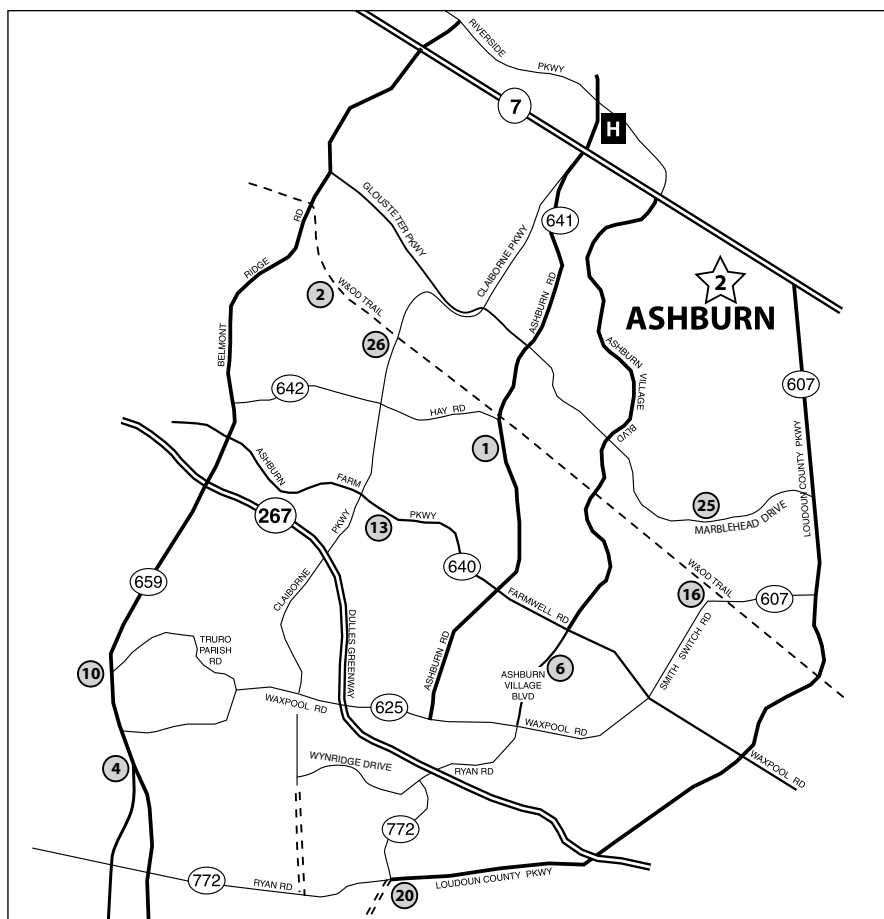 RIVERSIDE
PKWY
7
H
GLOUSTETER PKWY
641
RD
CLAIBORNE PKWY
RIDGE
W&OD TRAIL
2
2
ASHBURN
ASHBURN RD
26
BELMONT
ASHBURN
VILLAGE
BLVD
642
607
HAY RD
1
LOUDOUN COUNTY PKWY
ASHBURN
FARM
PKWY
25
MARBLEHEAD DRIVE
267
13
PKWY
CLAIBORNE
640
659
W&OD TRAIL
FARMWELL RD
16
607
DULLES GREENWAY
TRURO
PARISH
RD
SMITH SWITCH RD
ASHBURN RD
10
6
ASHBURN
VILLAGE
BLVD
WAXPOOL RD
625
WAXPOOL RD
WAXPOOL RD
4
WYNRIDGE DRIVE
RYAN RD
772
772
RYAN RD
LOUDOUN COUNTY PKWY
20